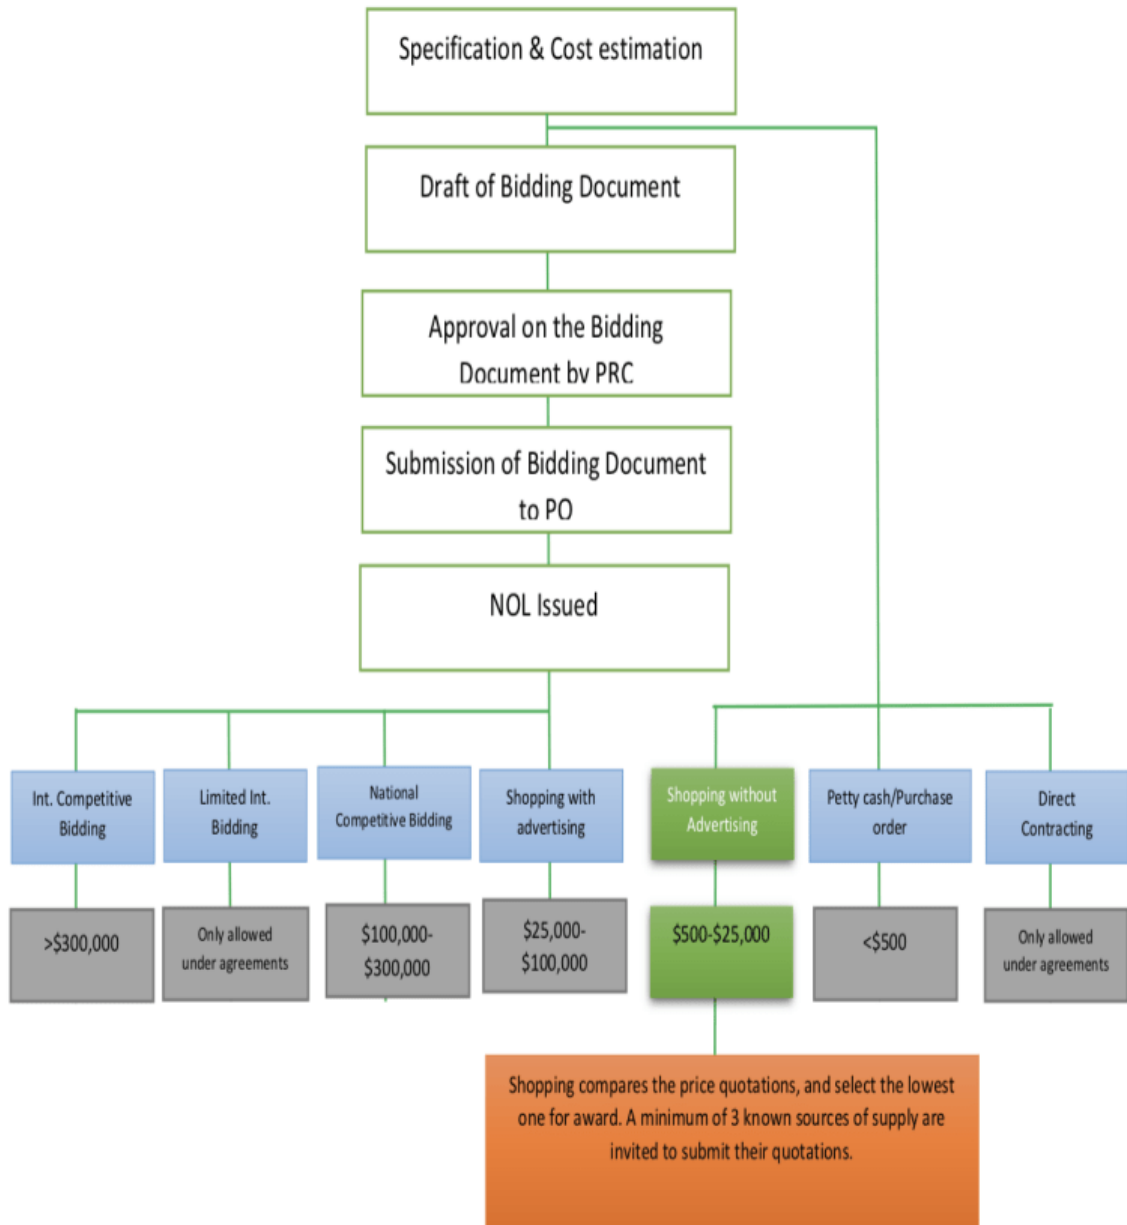 Specification & Cost estimation
Draft of Bidding Document
Approval on the Bidding
Document by PRC
Submission of Bidding Document
to PO
NOL Issued
Int. Competitive
Bidding
Limited Int.
Bidding
National
Competitive Bidding
Shopping with
advertising
Shopping without
Advertising
Petty cash/Purchase
order
Direct
Contracting
>$300,000
Only allowed
under agreements
$100,000-
$300,000
$25,000-
$100,000
$500-$25,000
<$500
Only allowed
under agreements
Shopping compares the price quotations, and select the lowest
one for award. A minimum of 3 known sources of supply are
invited to submit their quotations.